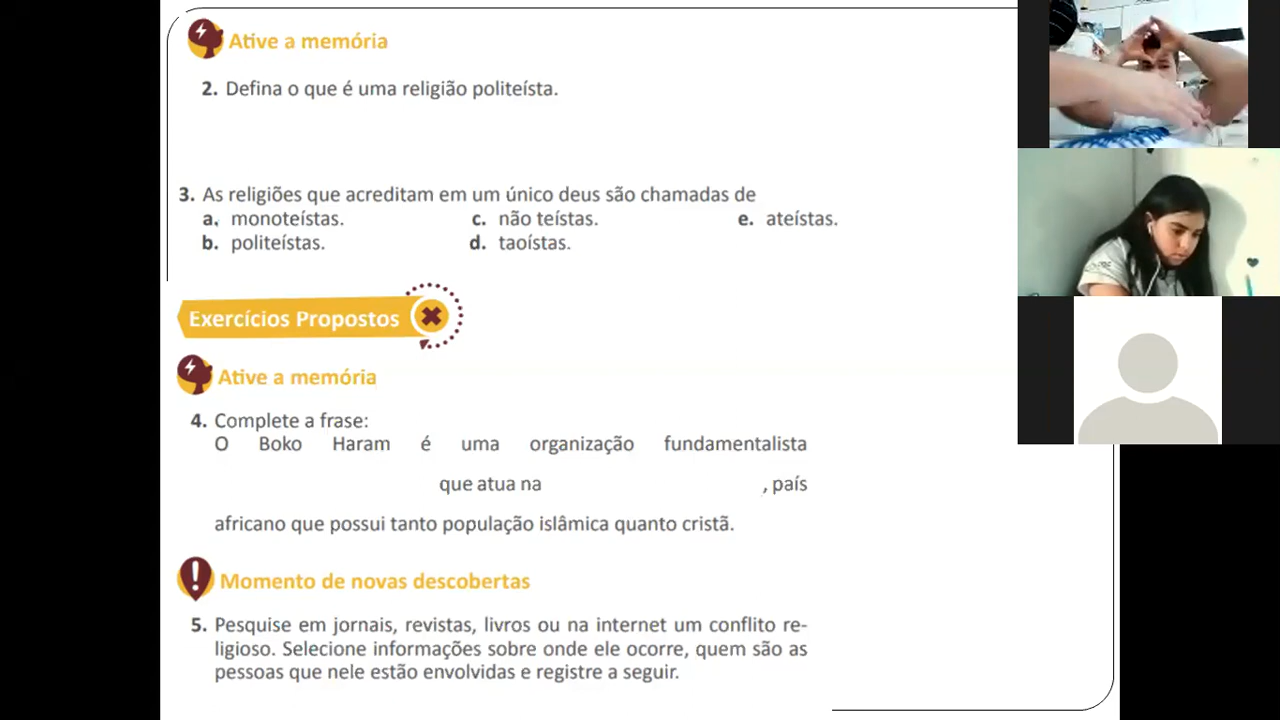 Ative a memória
2. Defina o que é uma religião politeísta.
3. As religiões que acreditam em um único deus são chamadas de
a. monoteístas. c. não teístas. e. ateístas.
b. politeístas. d. taoístas.
Exercícios Propostos
Ative a memória
4. Complete a frase:
O Boko Haram é uma organização fundamentalista
que atua na , país
africano que possui tanto população islâmica quanto cristã.
Momento de novas descobertas
5. Pesquise em jornais, revistas, livros ou na internet um conflito re-
ligioso. Selecione informações sobre onde ele ocorre, quem são as
pessoas que nele estão envolvidas e registre a seguir.